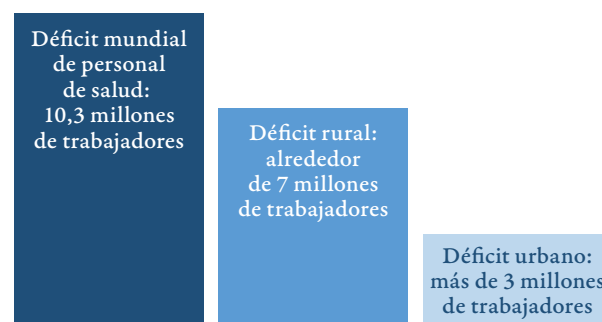 Déficit mundial
de personal
de salud:
10,3 millones
de trabajadores
Déficit rural:
alrededor
de 7 millones
de trabajadores
Déficit urbano:
más de 3 millones
de trabajadores